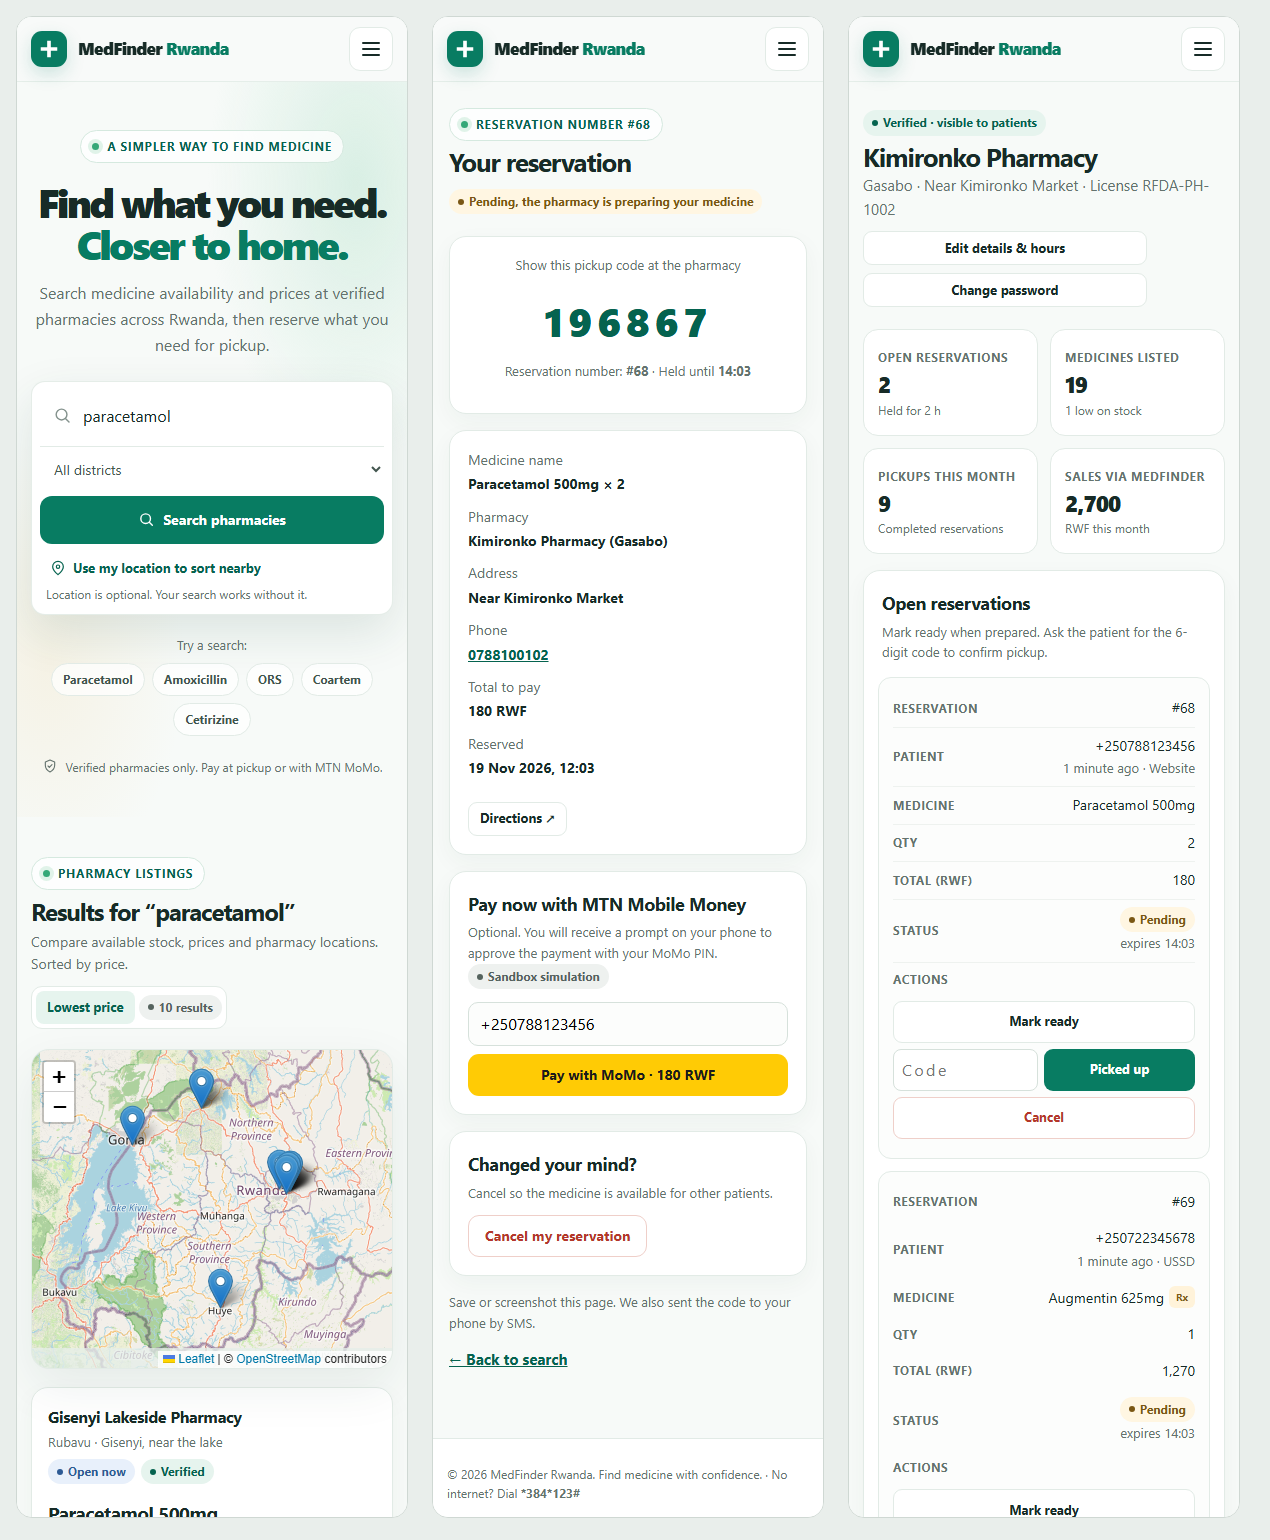 MedFinder Rwanda
A SIMPLER WAY TO FIND MEDICINE
Find what you need.
Closer to home.
Search medicine availability and prices at verified
pharmacies across Rwanda, then reserve what you
need for pickup.
paracetamol
All districts
Search pharmacies
Use my location to sort nearby
Location is optional. Your search works without it.
Try a search:
Paracetamol
Amoxicillin
ORS
Coartem
Cetirizine
Verified pharmacies only. Pay at pickup or with MTN MoMo.
PHARMACY LISTINGS
Results for “paracetamol”
Compare available stock, prices and pharmacy locations.
Sorted by price.
Lowest price
10 results
+
−
Northern
Province
Goma
Eastern Provin
Rwanda
Rwamagana
Lake Kivu
Western
Province
Muhanga
Southern
Province
Bukavu
Huye
Kirundo
Muyinga
Cibitoke
Leaflet | © OpenStreetMap contributors
Gisenyi Lakeside Pharmacy
Rubavu · Gisenyi, near the lake
Open now
Verified
Paracetamol 500mg
MedFinder Rwanda
RESERVATION NUMBER #68
Your reservation
Pending, the pharmacy is preparing your medicine
Show this pickup code at the pharmacy
196867
Reservation number: #68 · Held until 14:03
Medicine name
Paracetamol 500mg × 2
Pharmacy
Kimironko Pharmacy (Gasabo)
Address
Near Kimironko Market
Phone
0788100102
Total to pay
180 RWF
Reserved
19 Nov 2026, 12:03
Directions ↗
Pay now with MTN Mobile Money
Optional. You will receive a prompt on your phone to
approve the payment with your MoMo PIN.
Sandbox simulation
+250788123456
Pay with MoMo · 180 RWF
Changed your mind?
Cancel so the medicine is available for other patients.
Cancel my reservation
Save or screenshot this page. We also sent the code to your
phone by SMS.
← Back to search
© 2026 MedFinder Rwanda. Find medicine with confidence. · No
internet? Dial *384*123#
MedFinder Rwanda
Verified · visible to patients
Kimironko Pharmacy
Gasabo · Near Kimironko Market · License RFDA-PH-
1002
Edit details & hours
Change password
OPEN RESERVATIONS
2
Held for 2 h
MEDICINES LISTED
19
1 low on stock
PICKUPS THIS MONTH
9
Completed reservations
SALES VIA MEDFINDER
2,700
RWF this month
Open reservations
Mark ready when prepared. Ask the patient for the 6-
digit code to confirm pickup.
RESERVATION #68
PATIENT +250788123456
1 minute ago · Website
MEDICINE Paracetamol 500mg
QTY 2
TOTAL (RWF) 180
STATUS Pending
expires 14:03
ACTIONS
Mark ready
Code
Picked up
Cancel
RESERVATION #69
PATIENT +250722345678
1 minute ago · USSD
MEDICINE Augmentin 625mg Rx
QTY 1
TOTAL (RWF) 1,270
STATUS Pending
expires 14:03
ACTIONS
Mark ready